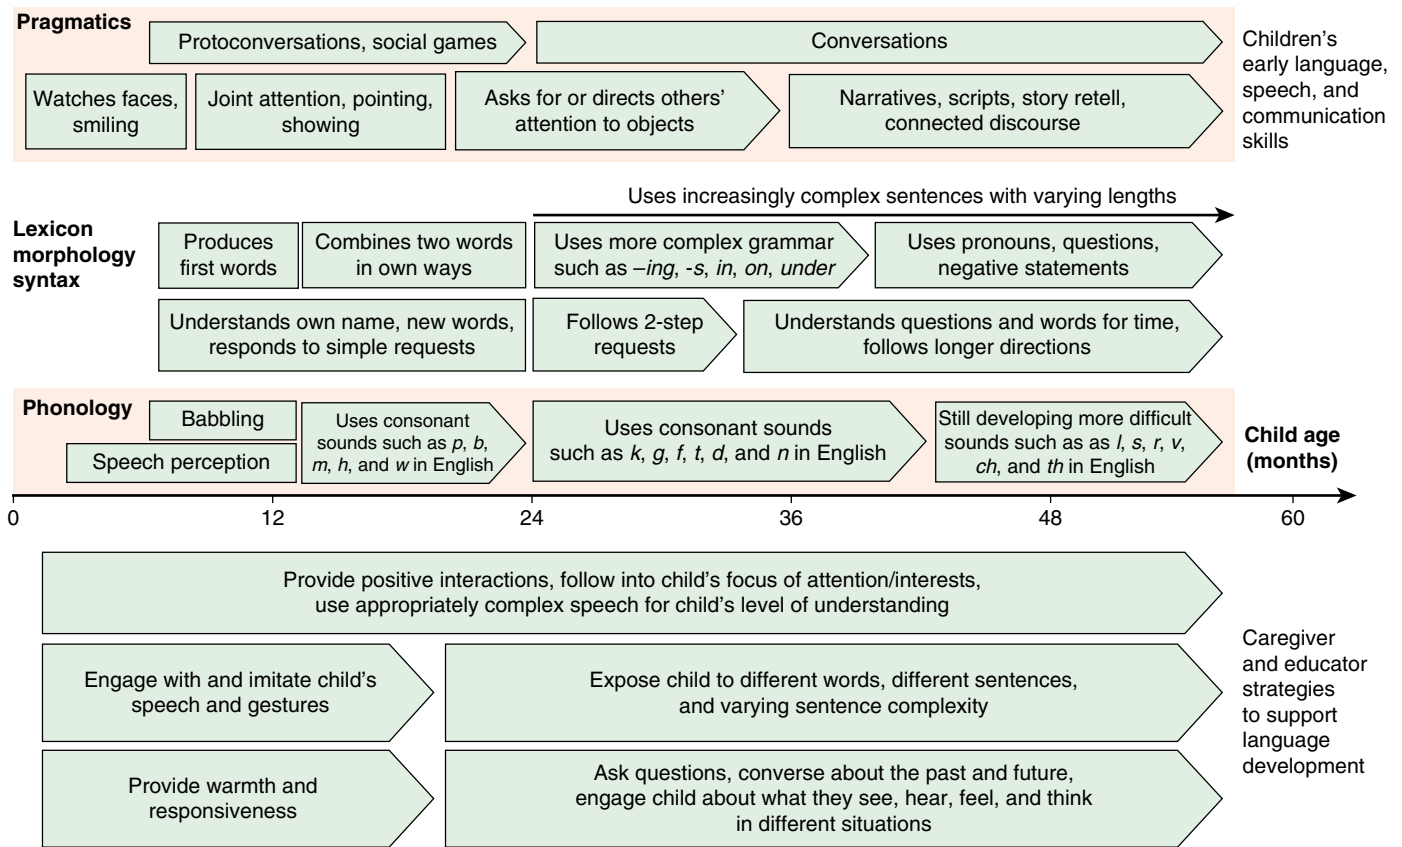 Pragmatics
Protoconversations, social games
Conversations
Watches faces,
smiling
Joint attention, pointing,
showing
Asks for or directs others’
attention to objects
Narratives, scripts, story retell,
connected discourse
Children’s
early language,
speech, and
communication
skills
Uses increasingly complex sentences with varying lengths
Lexicon
morphology
syntax
Produces
first words
Combines two words
in own ways
Uses more complex grammar
such as –ing, -s, in, on, under
Uses pronouns, questions,
negative statements
Understands own name, new words,
responds to simple requests
Follows 2-step
requests
Understands questions and words for time,
follows longer directions
Phonology
Babbling
Speech perception
Uses consonant
sounds such as p, b,
m, h, and w in English
Uses consonant sounds
such as k, g, f, t, d, and n in English
Still developing more difficult
sounds such as as l, s, r, v,
ch, and th in English
Child age
(months)
0 12 24 36 48 60
Provide positive interactions, follow into child’s focus of attention/interests,
use appropriately complex speech for child’s level of understanding
Engage with and imitate child’s
speech and gestures
Expose child to different words, different sentences,
and varying sentence complexity
Provide warmth and
responsiveness
Ask questions, converse about the past and future,
engage child about what they see, hear, feel, and think
in different situations
Caregiver
and educator
strategies
to support
language
development